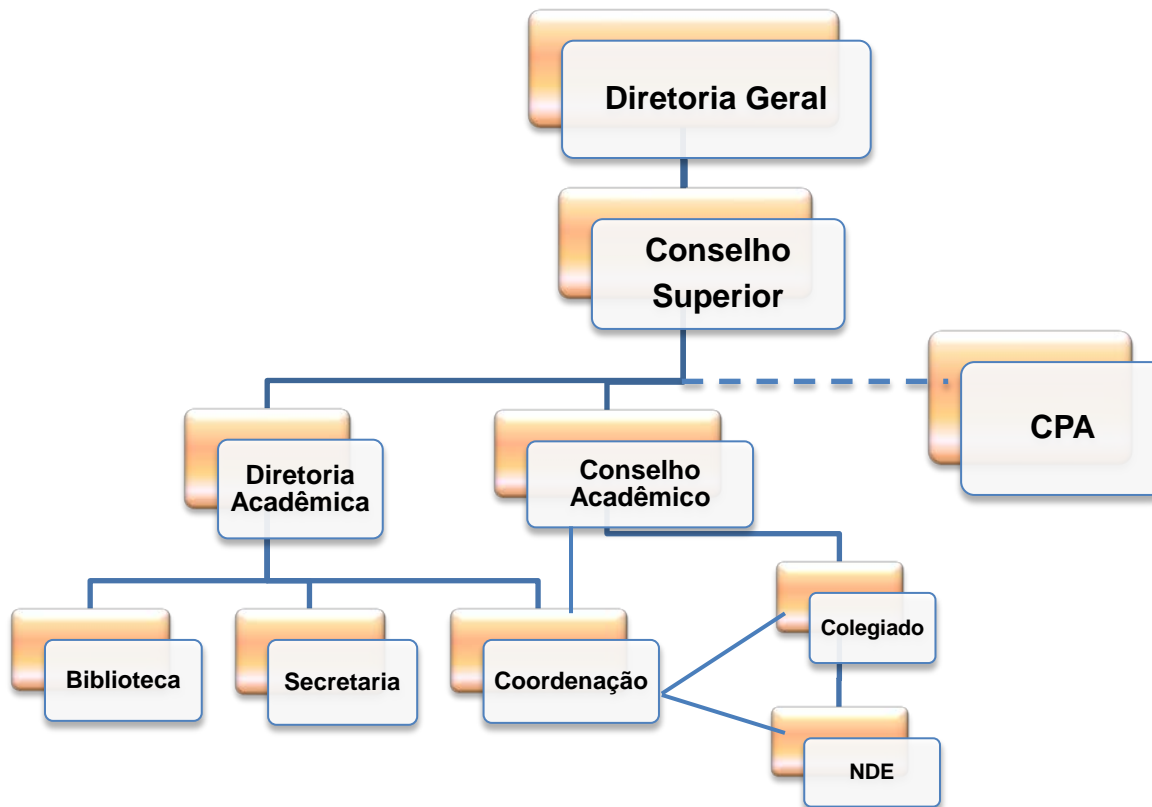 Diretoria Geral
Conselho
Superior
CPA
Diretoria
Acadêmica
Conselho
Acadêmico
Colegiado
Biblioteca
Secretaria
Coordenação
NDE